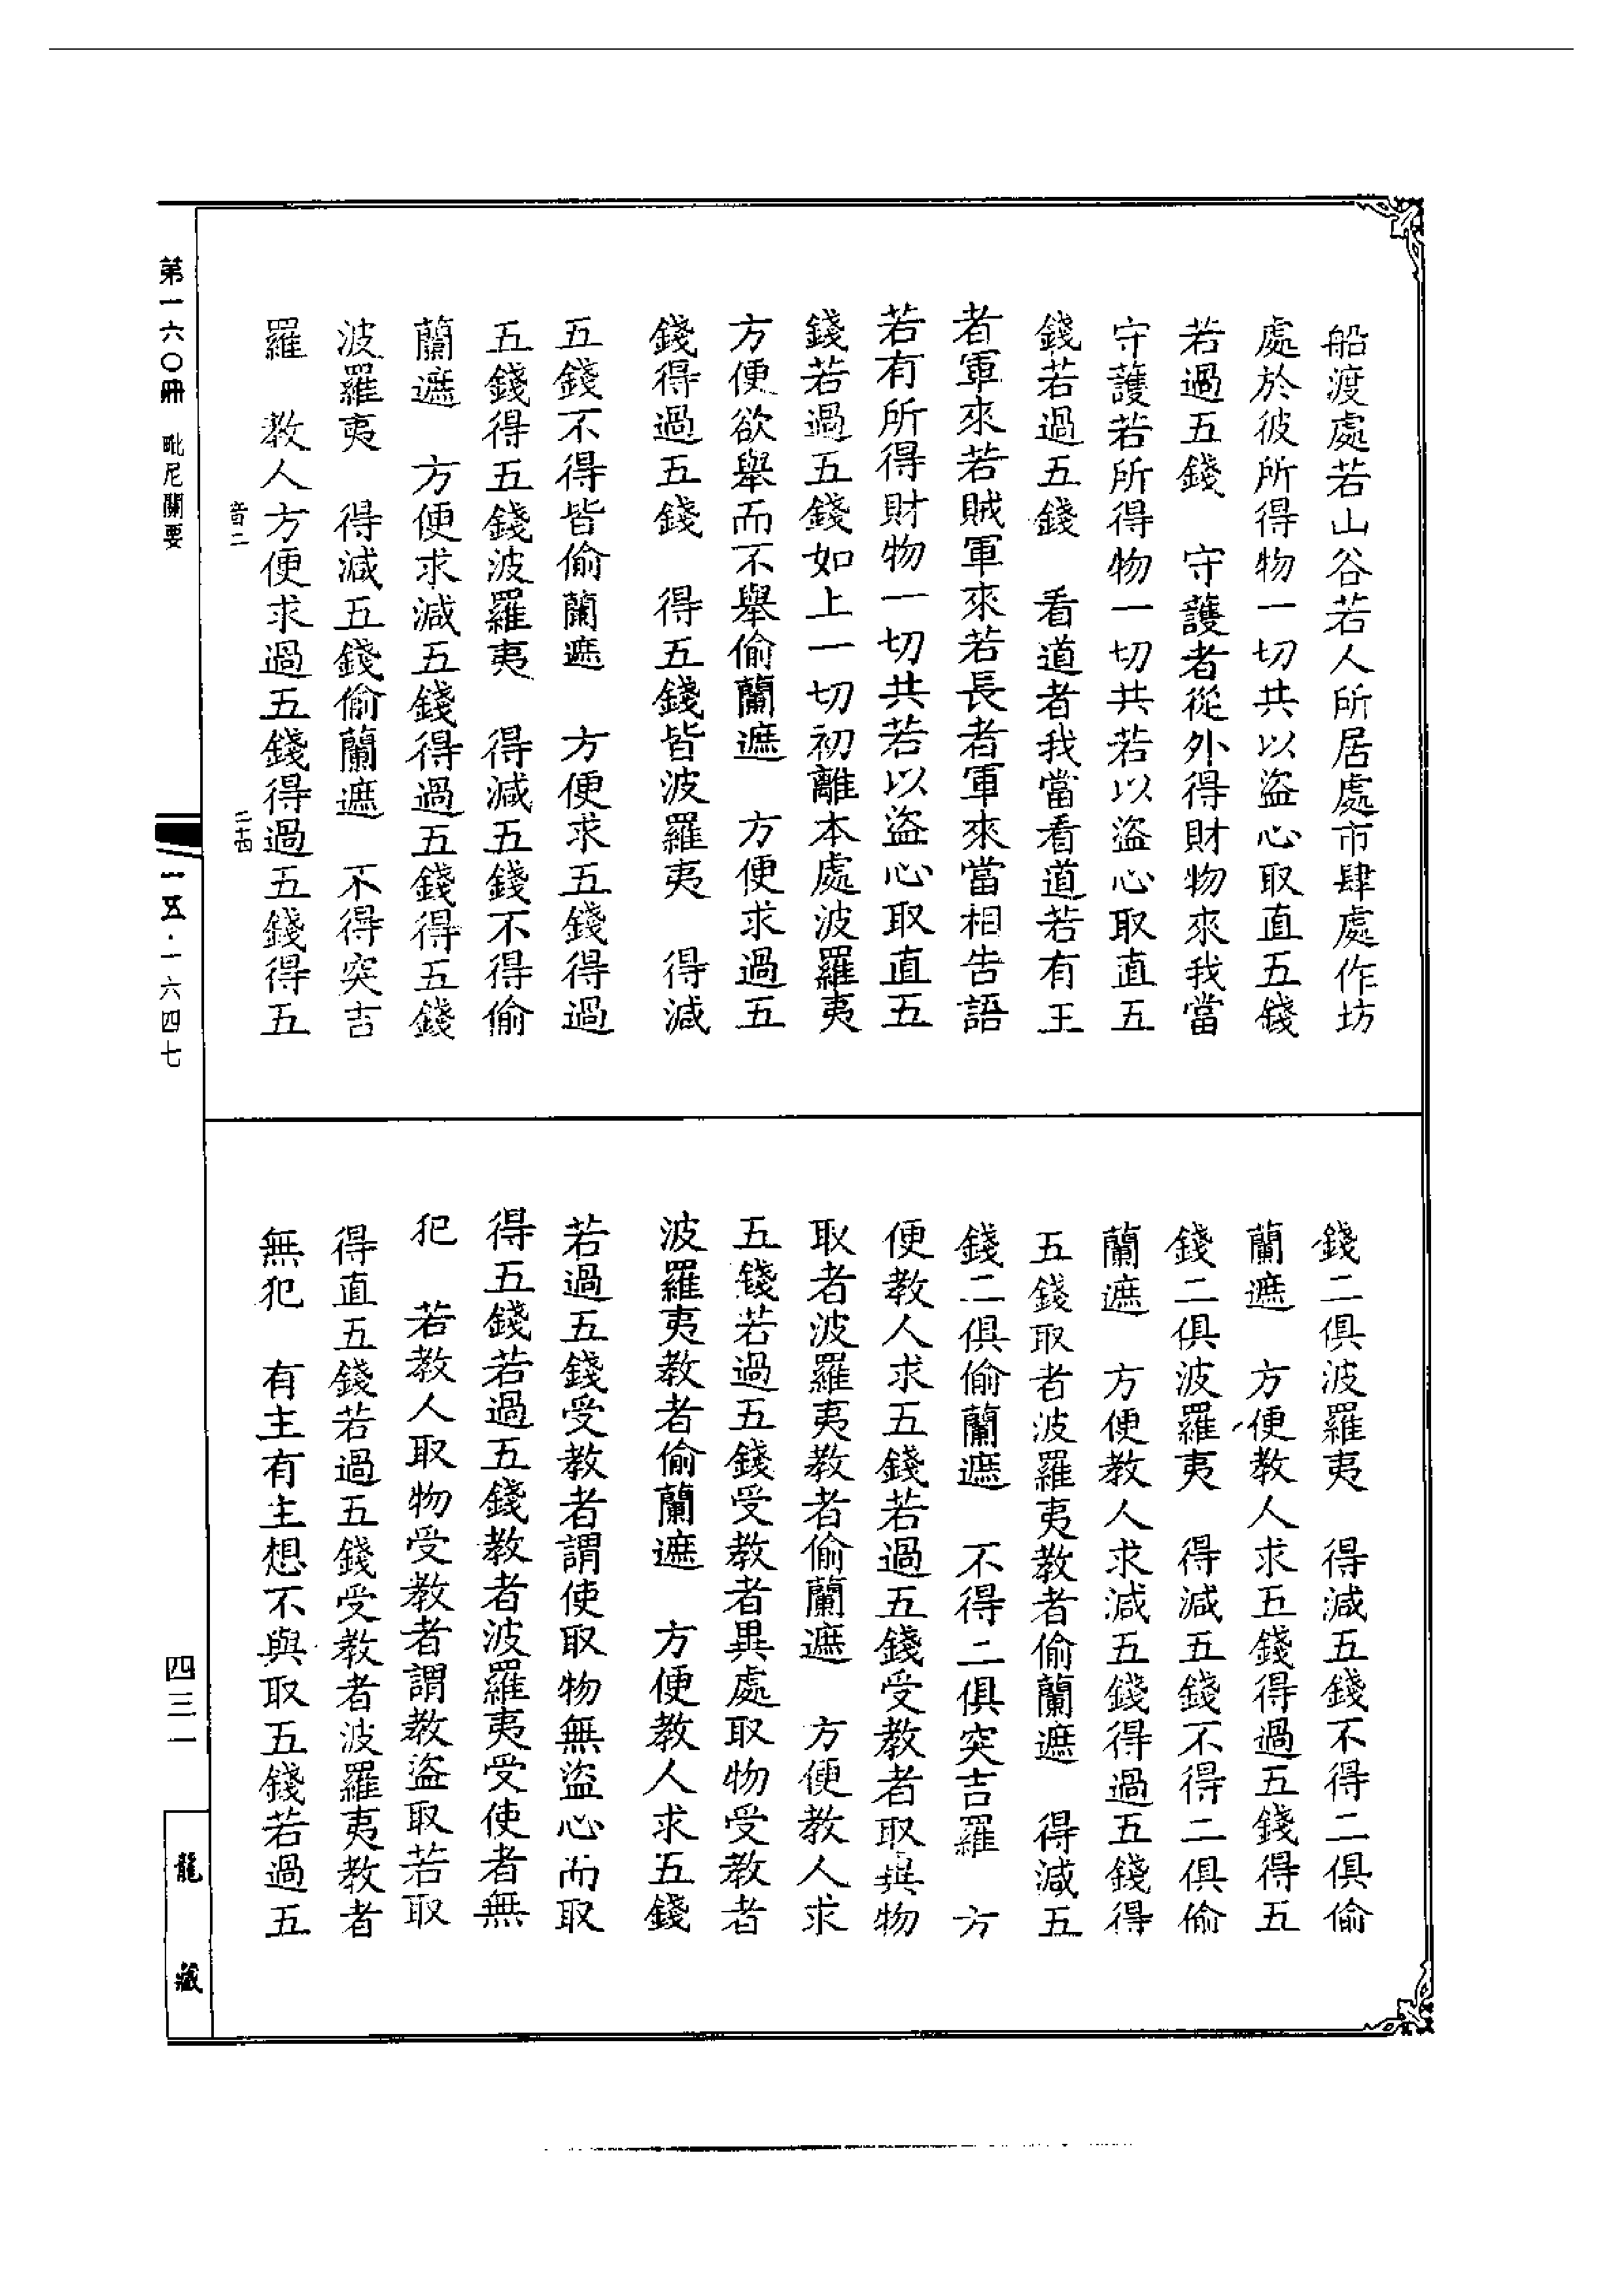 船渡處若山谷若人所居處市肆處作坊
處於彼所得物一切共以盜心取直五錢
若過五錢　守護者從外得財物來我當
守護若所得物一切共若以盜心取直五
錢若過五錢　看道者我當看道若有王
者軍來若賊軍來若長者軍來當相告語
若有所得財物一切共若以盜心取直五
錢若過五錢如上一切初離本處波羅夷
方便欲舉而不舉偷蘭遮　方便求過五
錢得過五錢　得五錢皆波羅夷　得減
五錢不得皆偷蘭遮　方便求五錢得過
五錢得五錢波羅夷　得減五錢不得偷
蘭遮　方便求減五錢得過五錢得五錢
波羅夷　得減五錢偷蘭遮　不得突吉
羅　教人方便求過五錢得過五錢得五
錢二俱波羅夷　得減五錢不得二俱偷
蘭遮　方便教人求五錢得過五錢得五
錢二俱波羅夷　得減五錢不得二俱偷
蘭遮　方便教人求減五錢得過五錢得
五錢取者波羅夷教者偷蘭遮　得減五
錢二俱偷蘭遮　不得二俱突吉羅　方
便教人求五錢若過五錢受教者取異物
取者波羅夷教者偷蘭遮　方便教人求
五錢若過五錢受教者異處取物受教者
波羅夷教者偷蘭遮　方便教人求五錢
若過五錢受教者謂使取物無盜心而取
得五錢若過五錢教者波羅夷受使者無
犯　若教人取物受教者謂教盜取若取
得直五錢若過五錢受教者波羅夷教者
無犯　有主有主想不與取五錢若過五
音二
二十四
第一六〇冊　毗尼關要
一五·一六四七
四三一
龍藏